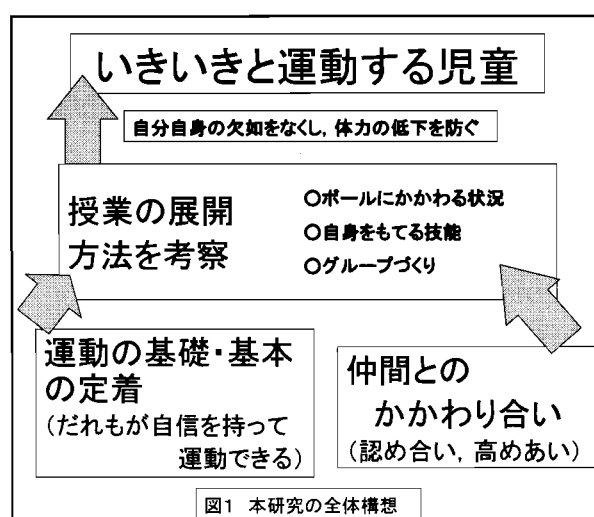 いきいきと運動する児童
自分自身の欠如をなくし，体力の低下を防ぐ
授業の展開
方法を考察
○ボールにかかわる状況
○自身をもてる技能
○グループづくり
運動の基礎・基本
の定着
（だれもが自信を持って
運動できる）
仲間との
かかわり合い
（認め合い，高めあい）
図1 本研究の全体構想